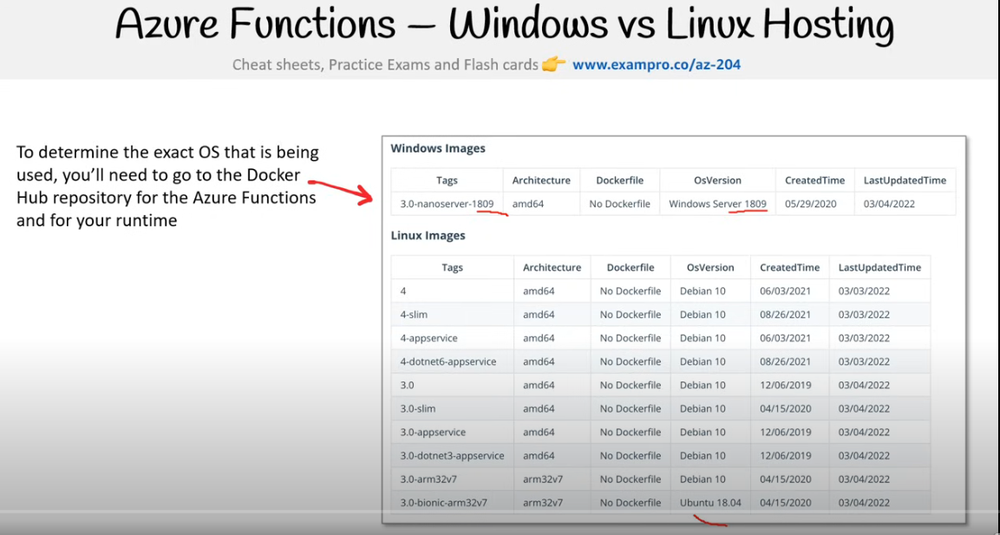 Azure Functions – Windows vs Linux Hosting
Cheat sheets, Practice Exams and Flash cards 👉 www.exampro.co/az-204
To determine the exact OS that is being
used, you'll need to go to the Docker
Hub repository for the Azure Functions
and for your runtime
Windows Images
Tags Architecture Dockerfile OsVersion CreatedTime LastUpdatedTime
3.0-nanoserver-1809 amd64 No Dockerfile Windows Server 1809 05/29/2020 03/04/2022
Linux Images
Tags Architecture Dockerfile OsVersion CreatedTime LastUpdatedTime
4 amd64 No Dockerfile Debian 10 06/03/2021 03/03/2022
4-slim amd64 No Dockerfile Debian 10 08/26/2021 03/03/2022
4-appservice amd64 No Dockerfile Debian 10 06/03/2021 03/03/2022
4-dotnet6-appservice amd64 No Dockerfile Debian 10 08/26/2021 03/03/2022
3.0 amd64 No Dockerfile Debian 10 12/06/2019 03/04/2022
3.0-slim amd64 No Dockerfile Debian 10 04/15/2020 03/04/2022
3.0-appservice amd64 No Dockerfile Debian 10 12/06/2019 03/04/2022
3.0-dotnet3-appservice amd64 No Dockerfile Debian 10 12/06/2019 03/04/2022
3.0-arm32v7 arm32v7 No Dockerfile Debian 10 04/15/2020 03/04/2022
3.0-bionic-arm32v7 arm32v7 No Dockerfile Ubuntu 18.04 04/15/2020 03/04/2022